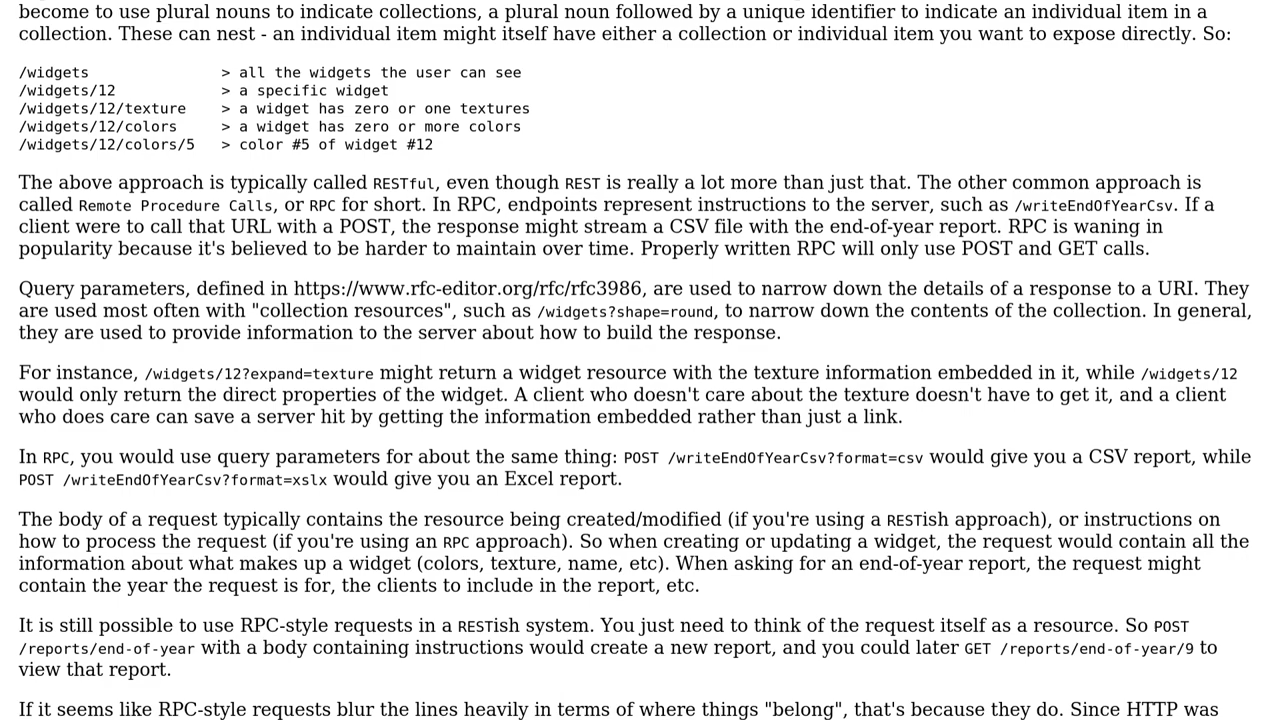 become to use plural nouns to indicate collections, a plural noun followed by a unique identifier to indicate an individual item in a
collection. These can nest - an individual item might itself have either a collection or individual item you want to expose directly. So:
/widgets > all the widgets the user can see
/widgets/12 > a specific widget
/widgets/12/texture > a widget has zero or one textures
/widgets/12/colors > a widget has zero or more colors
/widgets/12/colors/5 > color #5 of widget #12
The above approach is typically called RESTful, even though REST is really a lot more than just that. The other common approach is
called Remote Procedure Calls, or RPC for short. In RPC, endpoints represent instructions to the server, such as /writeEndOfYearCsv. If a
client were to call that URL with a POST, the response might stream a CSV file with the end-of-year report. RPC is waning in
popularity because it's believed to be harder to maintain over time. Properly written RPC will only use POST and GET calls.
Query parameters, defined in https://www.rfc-editor.org/rfc/rfc3986, are used to narrow down the details of a response to a URI. They
are used most often with "collection resources", such as /widgets?shape=round, to narrow down the contents of the collection. In general,
they are used to provide information to the server about how to build the response.
For instance, /widgets/12?expand=texture might return a widget resource with the texture information embedded in it, while /widgets/12
would only return the direct properties of the widget. A client who doesn't care about the texture doesn't have to get it, and a client
who does care can save a server hit by getting the information embedded rather than just a link.
In RPC, you would use query parameters for about the same thing: POST /writeEndOfYearCsv?format=csv would give you a CSV report, while
POST /writeEndOfYearCsv?format=xslx would give you an Excel report.
The body of a request typically contains the resource being created/modified (if you're using a RESTish approach), or instructions on
how to process the request (if you're using an RPC approach). So when creating or updating a widget, the request would contain all the
information about what makes up a widget (colors, texture, name, etc). When asking for an end-of-year report, the request might
contain the year the request is for, the clients to include in the report, etc.
It is still possible to use RPC-style requests in a RESTish system. You just need to think of the request itself as a resource. So POST
/reports/end-of-year with a body containing instructions would create a new report, and you could later GET /reports/end-of-year/9 to
view that report.
If it seems like RPC-style requests blur the lines heavily in terms of where things "belong", that's because they do. Since HTTP was